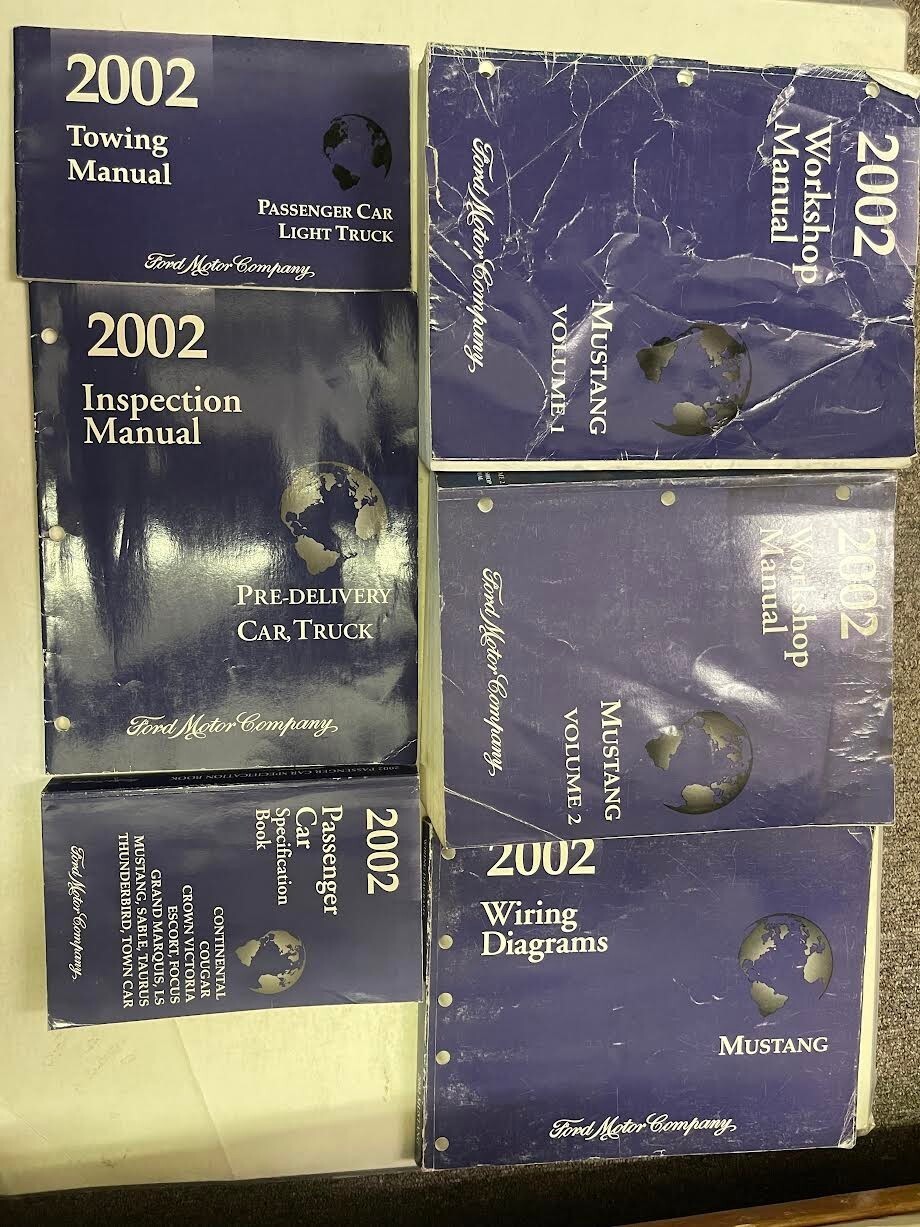 2002
Towing
Manual
PASSENGER CAR
LIGHT TRUCK
Ford Motor Company,
2002
Inspection
Manual
PRE-DELIVERY
CAR, TRUCK
Ford Motor Company,
2002 PASSENGER CAR SPECIFICATION BOOK
2002
Passenger
Car
Specification
Book
CONTINENTAL
COUGAR
CROWN VICTORIA
ESCORT, FOCUS
GRAND MARQUIS, LS
MUSTANG, SABLE, TAURUS
THUNDERBIRD, TOWN CAR
Ford Motor Company,
2002
Workshop
Manual
MUSTANG
VOLUME 1
Ford Motor Company,
2002
Workshop
Manual
MUSTANG
VOLUME 2
Ford Motor Company,
2002
Wiring
Diagrams
MUSTANG
Ford Motor Company,